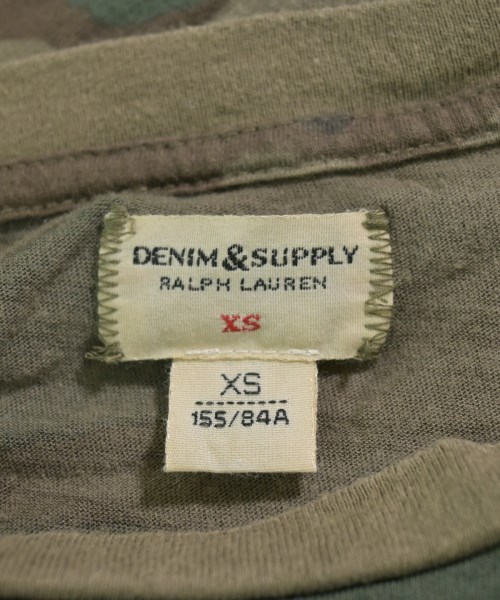 DENIM & SUPPLY
RALPH LAUREN
XS
XS
155/84A